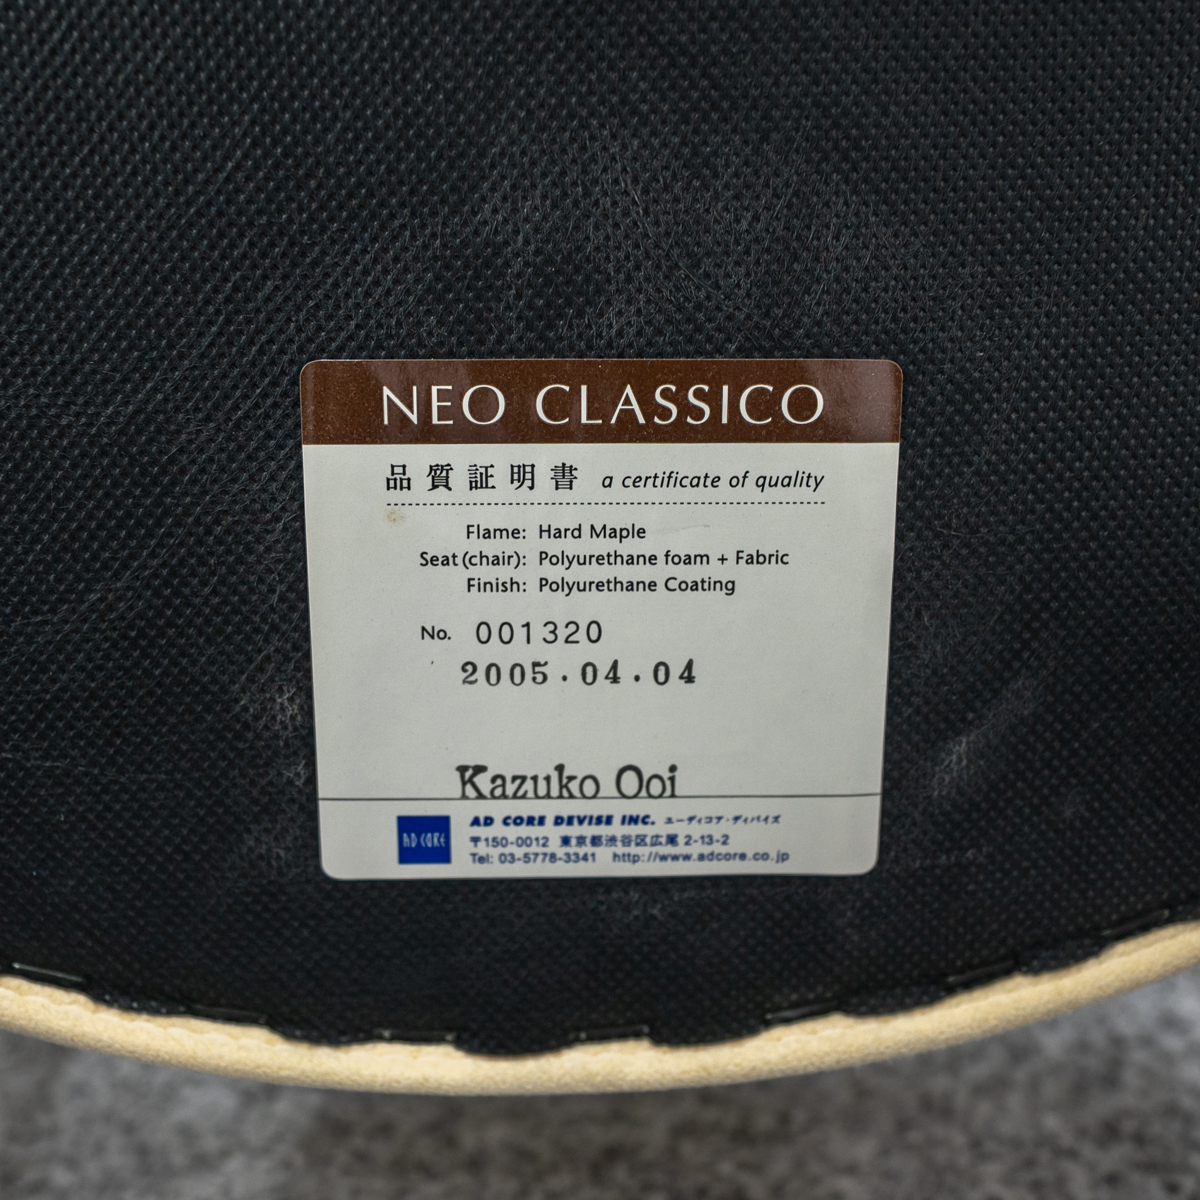 NEO CLASSICO
品質証明書 a certificate of quality
Flame: Hard Maple
Seat (chair): Polyurethane foam + Fabric
Finish: Polyurethane Coating
No. 001320
2005.04.04
Kazuko Ooi
AD CORE
AD CORE DEVISE INC. エーディコア・ディバイズ
〒150-0012 東京都渋谷区広尾 2-13-2
Tel: 03-5778-3341 http://www.adcore.co.jp